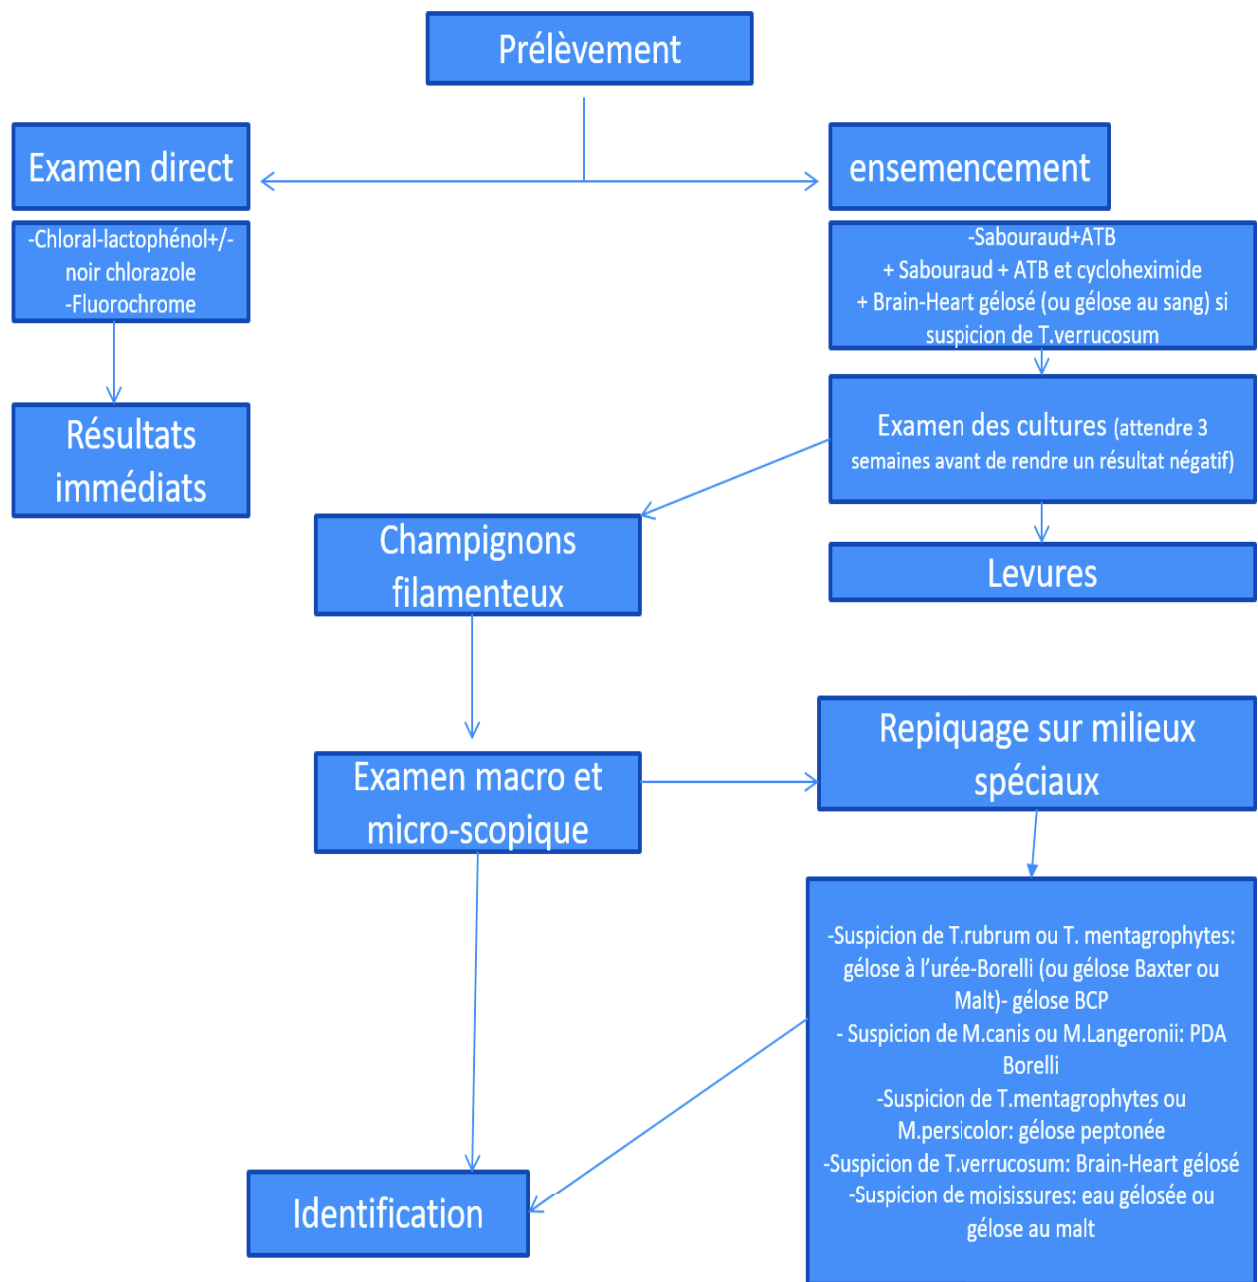 Prélèvement
Examen direct
ensemencement
-Chloral-lactophénol+/-
noir chlorazole
-Fluorochrome
-Sabouraud+ATB
+ Sabouraud + ATB et cycloheximide
+ Brain-Heart gélosé (ou gélose au sang) si
suspicion de T.verrucosum
Résultats
immédiats
Examen des cultures (attendre 3
semaines avant de rendre un résultat négatif)
Champignons
filamenteux
Levures
Examen macro et
micro-scopique
Repiquage sur milieux
spéciaux
-Suspicion de T.rubrum ou T. mentagrophytes:
gélose à l'urée-Borelli (ou gélose Baxter ou
Malt)- gélose BCP
- Suspicion de M.canis ou M.Langeronii: PDA
Borelli
-Suspicion de T.mentagrophytes ou
M.persicolor: gélose peptonée
-Suspicion de T.verrucosum: Brain-Heart gélosé
-Suspicion de moisissures: eau gélosée ou
gélose au malt
Identification